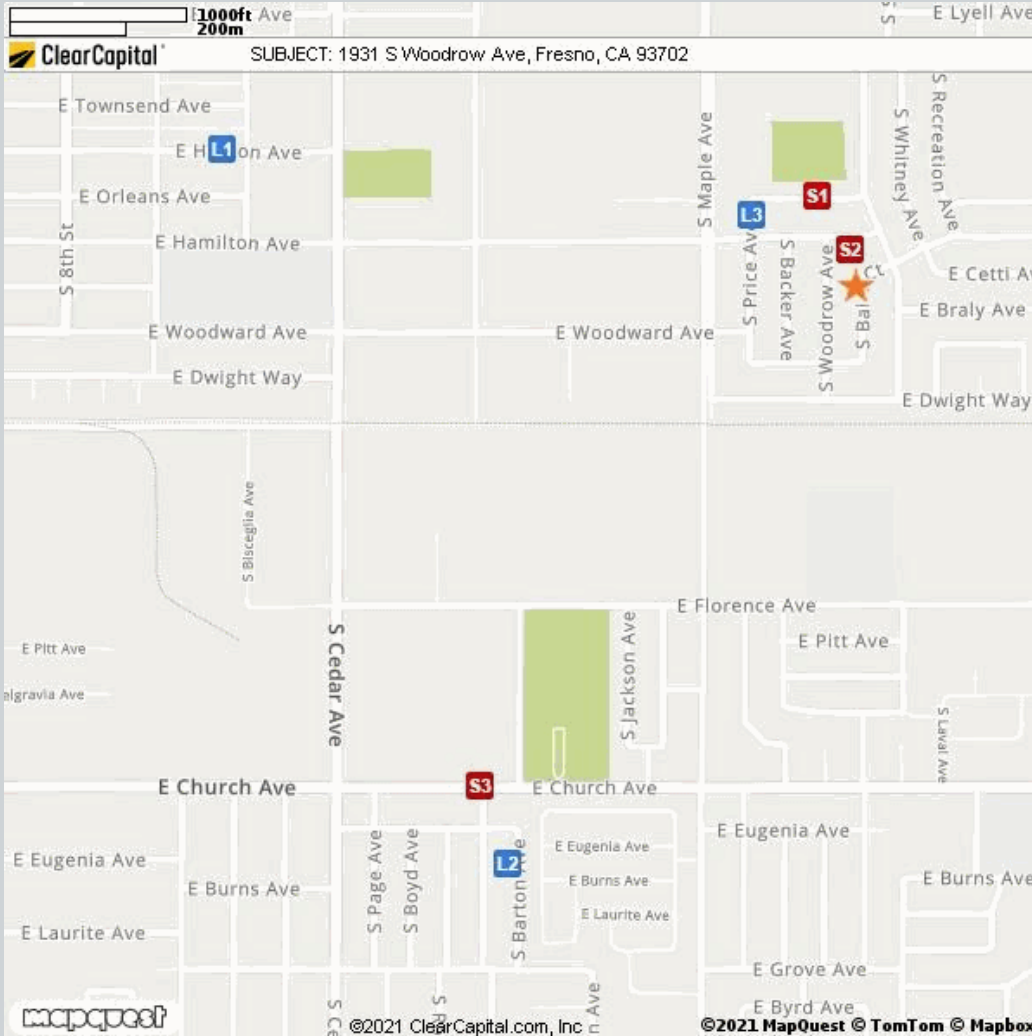 1000ft
Ave
200m
E Lyell Ave
ClearCapital
SUBJECT: 1931 S Woodrow Ave, Fresno, CA 93702
E Townsend Ave
S Maple Ave
S Whitney Ave
S Recreation Ave
E H
L1
on Ave
E Orleans Ave
S1
L3
S 8th St
E Hamilton Ave
S2
S Price Ave
S Backer Ave
S Woodrow Ave
S Bal
Ct
E Cetti Av
E Braly Ave
E Woodward Ave
E Woodward Ave
E Dwight Way
E Dwight Way
S Bisceglia Ave
E Florence Ave
E Pitt Ave
S Cedar Ave
S Jackson Ave
E Pitt Ave
elgravia Ave
S Laval Ave
E Church Ave
S3
E Church Ave
E Eugenia Ave
S Page Ave
S Boyd Ave
L2
S Barton Ave
E Eugenia Ave
E Eugenia Ave
E Burns Ave
E Burns Ave
E Burns Ave
E Laurite Ave
E Laurite Ave
E Grove Ave
E Byrd Ave
mapquest
©2021 ClearCapital.com, Inc
n Ave
©2021 MapQuest © TomTom © Mapbox